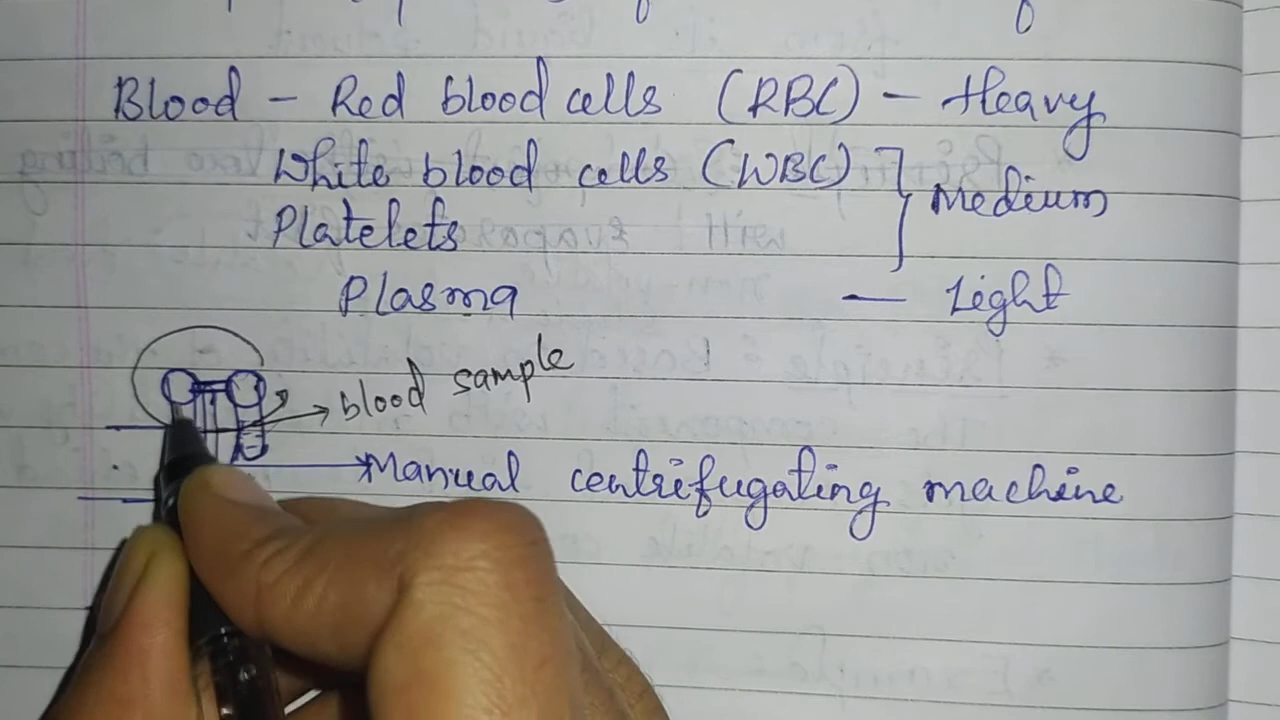 Blood - Red blood cells (RBC) - Heavy
White blood cells (WBC) ] Medium
Platelets
Plasma - Light
blood sample
Manual centrifugating machine